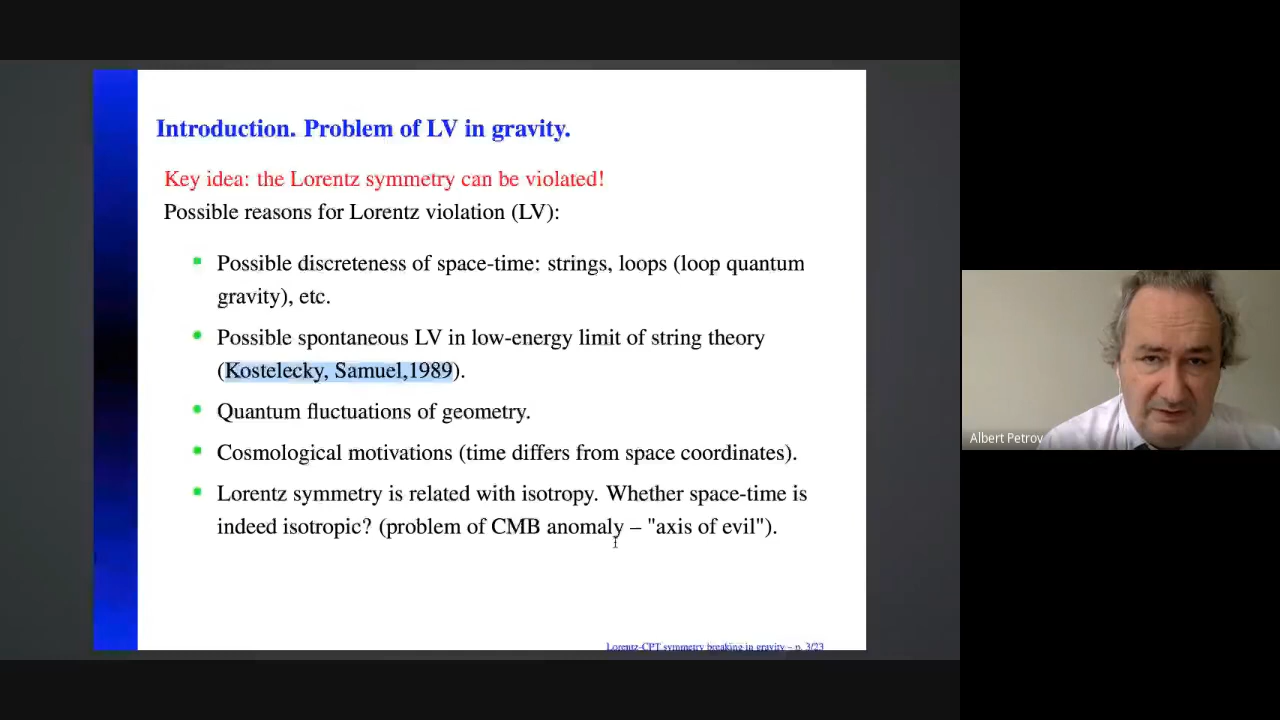 Introduction. Problem of LV in gravity.
Key idea: the Lorentz symmetry can be violated!
Possible reasons for Lorentz violation (LV):
Possible discreteness of space-time: strings, loops (loop quantum
gravity), etc.
Possible spontaneous LV in low-energy limit of string theory
(Kostelecky, Samuel,1989).
Quantum fluctuations of geometry.
Cosmological motivations (time differs from space coordinates).
Lorentz symmetry is related with isotropy. Whether space-time is
indeed isotropic? (problem of CMB anomaly – "axis of evil").
Lorentz-CPT symmetry breaking in gravity – p. 3/23
Albert Petrov